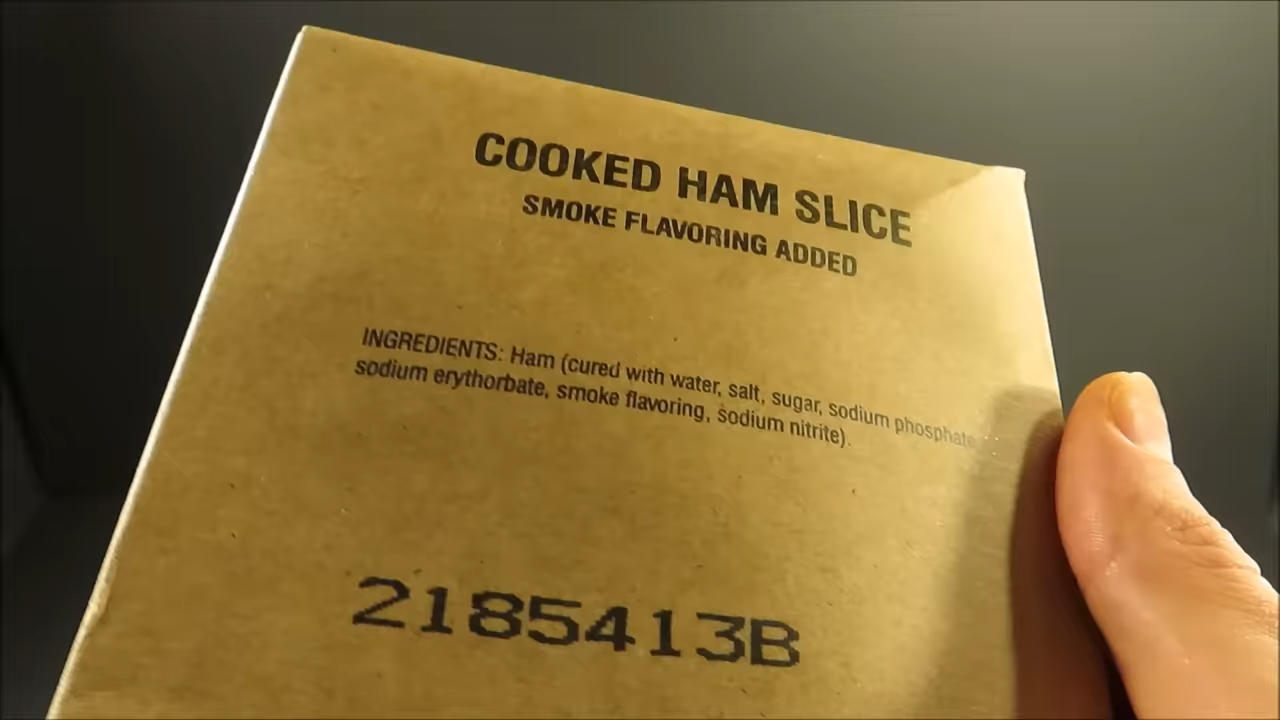 COOKED HAM SLICE
SMOKE FLAVORING ADDED
INGREDIENTS: Ham (cured with water, salt, sugar, sodium phosphate
sodium erythorbate, smoke flavoring, sodium nitrite).
2185413B